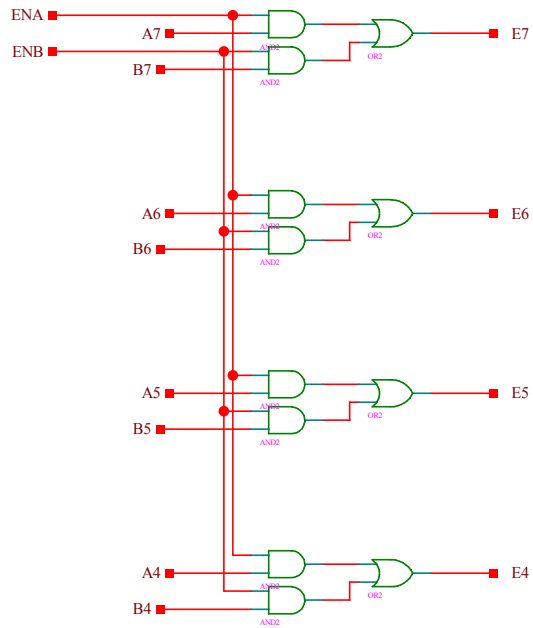 ENA
A7
E7
ENB
AND2
OR2
B7
AND2
A6
E6
AND2
OR2
B6
AND2
A5
E5
AND2
OR2
B5
AND2
A4
E4
AND2
OR2
B4
AND2